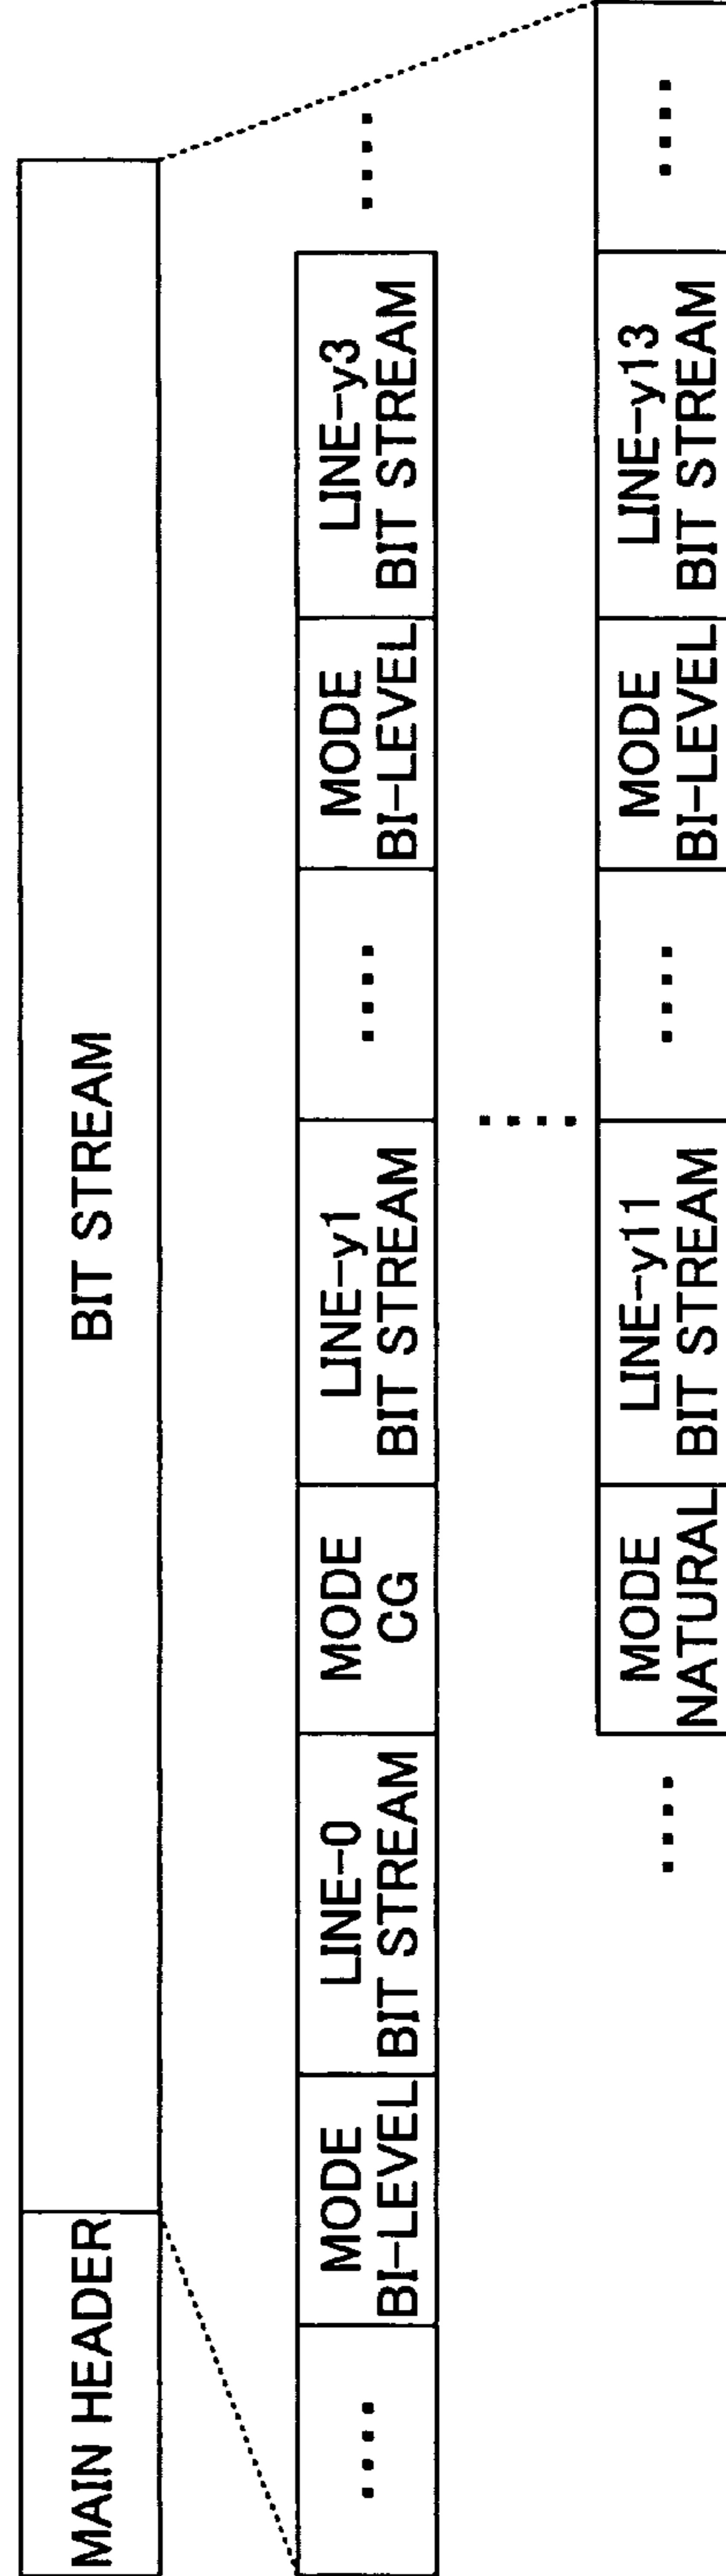 MAIN HEADER
BIT STREAM
....
MODE
BI-LEVEL
LINE-0
BIT STREAM
MODE
CG
LINE-y1
BIT STREAM
....
MODE
BI-LEVEL
LINE-y3
BIT STREAM
....
....
....
MODE
NATURAL
LINE-y11
BIT STREAM
....
MODE
BI-LEVEL
LINE-y13
BIT STREAM
....